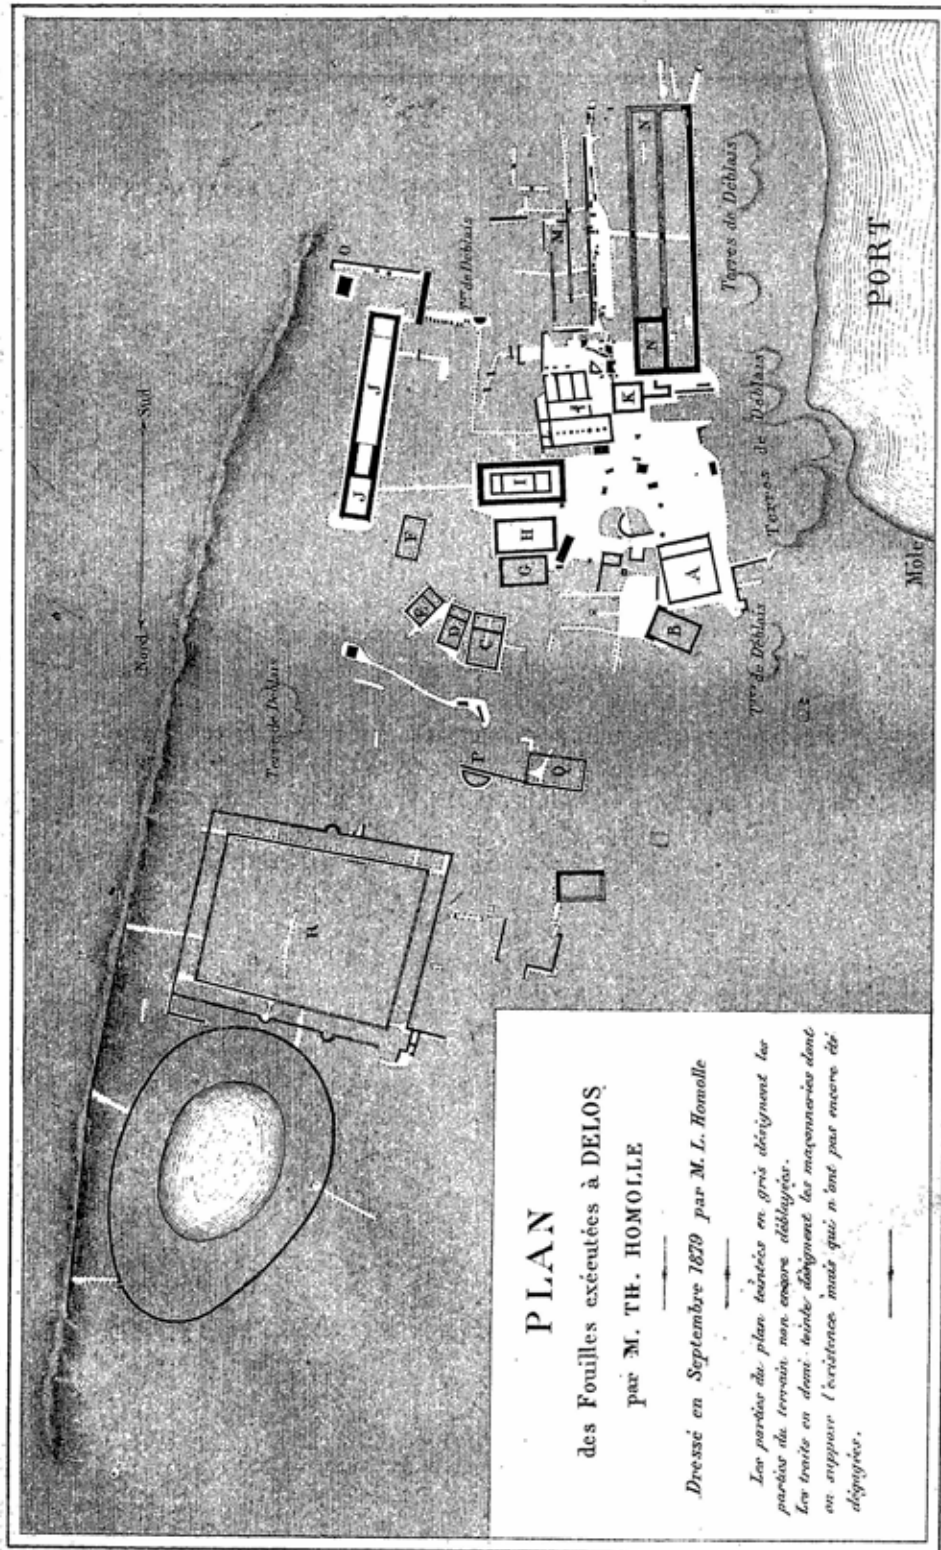 PLAN
des Fouilles exécutées à DELOS
par M. TH. HOMOLLE
Dressé en Septembre 1879 par M. L. Homolle
Les parties du plan teintées en gris désignent les
parties du terrain non encore déblayées.
Les traits en demi-teinte désignent les maçonneries dont
on suppose l'existence mais qui n'ont pas encore été
dégagées.
Nord
Sud
Terres de Déblais
R
P
Q
E
D
C
F
G
H
I
J
J
O
Terres de Déblais
M
L
K
N
N
A
B
Terres de Déblais
Terres de Déblais
Môle
PORT